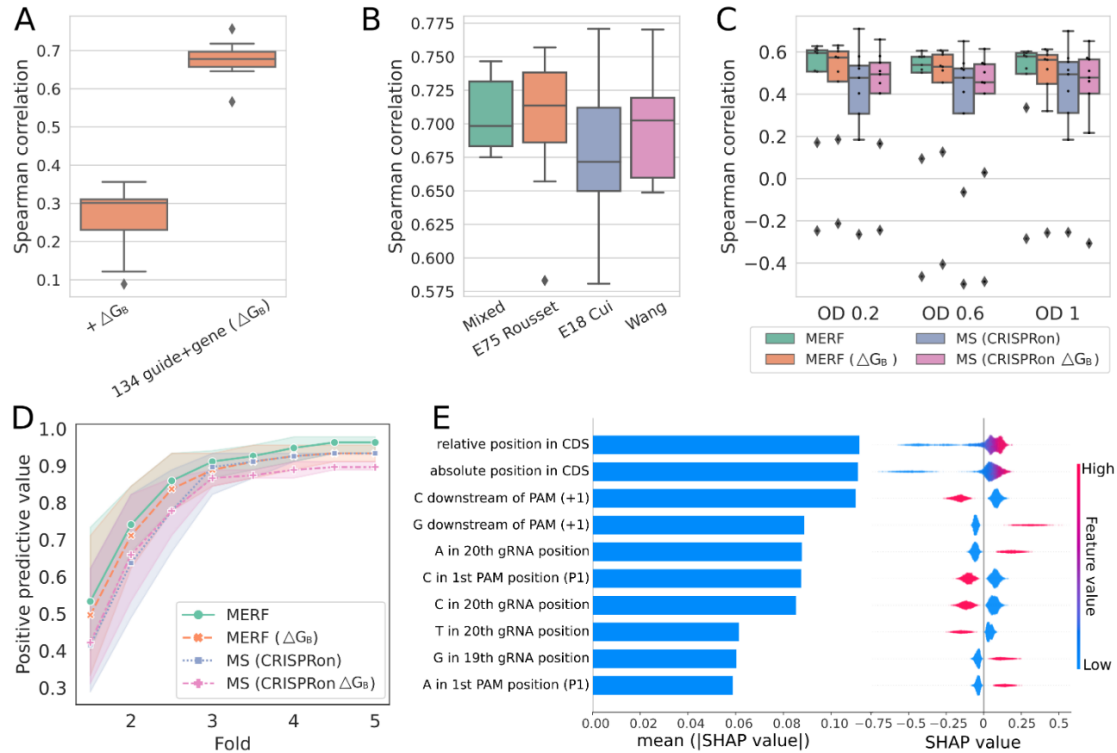 A
Spearman correlation
0.7
0.6
0.5
0.4
0.3
0.2
0.1
+ △G_B
134 guide+gene (△G_B)
B
Spearman correlation
0.775
0.750
0.725
0.700
0.675
0.650
0.625
0.600
0.575
Mixed
E75 Rousset
E18 Cui
Wang
C
Spearman correlation
0.6
0.4
0.2
0.0
−0.2
−0.4
OD 0.2 OD 0.6 OD 1
MERF MS (CRISPRon)
MERF (△G_B) MS (CRISPRon △G_B)
D
Positive predictive value
1.0
0.9
0.8
0.7
0.6
0.5
0.4
0.3
MERF
MERF (△G_B)
MS (CRISPRon)
MS (CRISPRon △G_B)
2 3 4 5
Fold
E
relative position in CDS
absolute position in CDS
C downstream of PAM (+1)
G downstream of PAM (+1)
A in 20th gRNA position
C in 1st PAM position (P1)
C in 20th gRNA position
T in 20th gRNA position
G in 19th gRNA position
A in 1st PAM position (P1)
0.00 0.02 0.04 0.06 0.08 0.10
mean (|SHAP value|)
−0.75 −0.50 −0.25 0 0.5
SHAP value
High
Feature value
Low